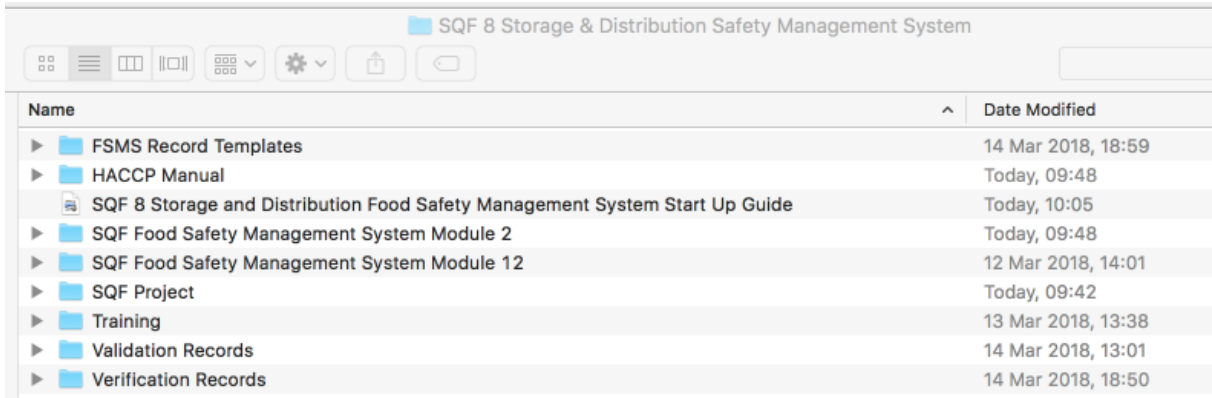 SQF 8 Storage & Distribution Safety Management System
Name Date Modified
FSMS Record Templates 14 Mar 2018, 18:59
HACCP Manual Today, 09:48
SQF 8 Storage and Distribution Food Safety Management System Start Up Guide Today, 10:05
SQF Food Safety Management System Module 2 Today, 09:48
SQF Food Safety Management System Module 12 12 Mar 2018, 14:01
SQF Project Today, 09:42
Training 13 Mar 2018, 13:38
Validation Records 14 Mar 2018, 13:01
Verification Records 14 Mar 2018, 18:50